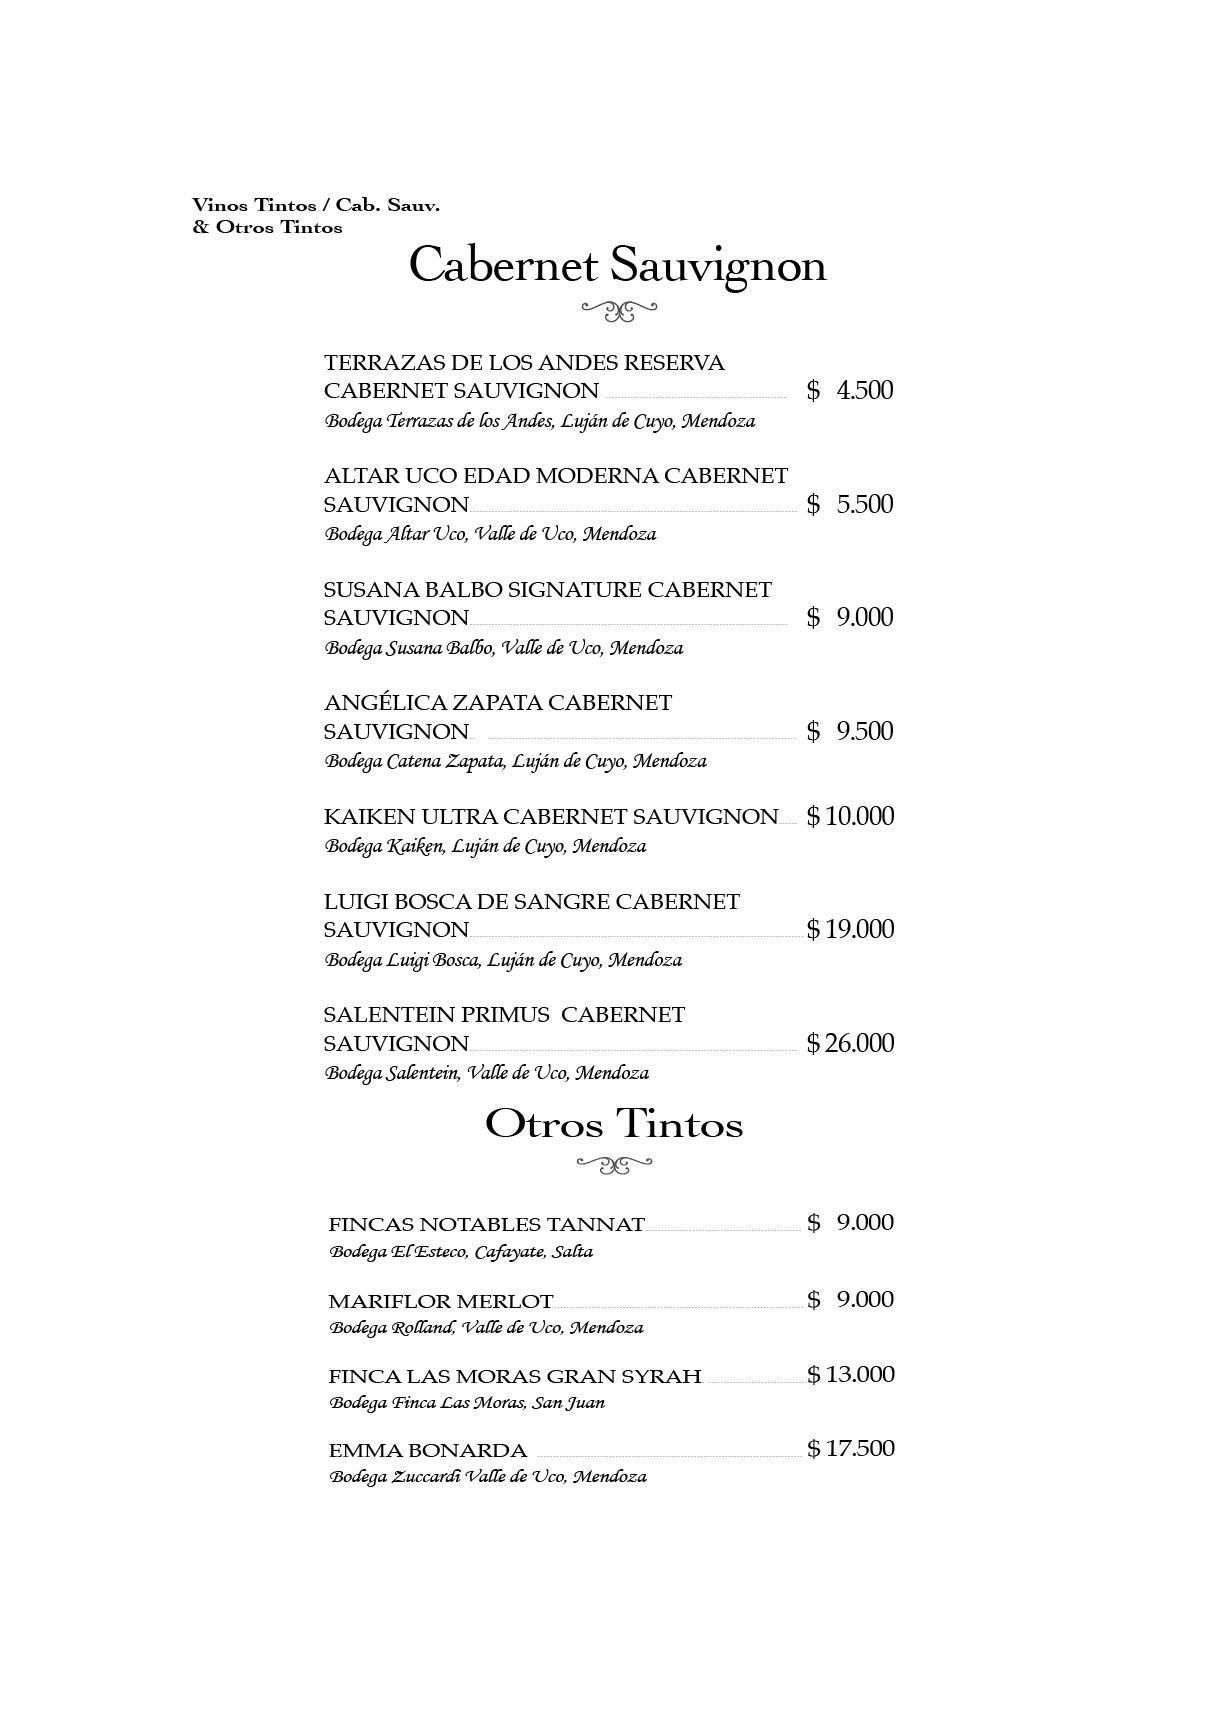 Vinos Tintos / Cab. Sauv.
& Otros Tintos
Cabernet Sauvignon
TERRAZAS DE LOS ANDES RESERVA
CABERNET SAUVIGNON $ 4.500
Bodega Terrazas de los Andes, Luján de Cuyo, Mendoza
ALTAR UCO EDAD MODERNA CABERNET
SAUVIGNON $ 5.500
Bodega Altar Uco, Valle de Uco, Mendoza
SUSANA BALBO SIGNATURE CABERNET
SAUVIGNON $ 9.000
Bodega Susana Balbo, Valle de Uco, Mendoza
ANGÉLICA ZAPATA CABERNET
SAUVIGNON $ 9.500
Bodega Catena Zapata, Luján de Cuyo, Mendoza
KAIKEN ULTRA CABERNET SAUVIGNON $ 10.000
Bodega Kaiken, Luján de Cuyo, Mendoza
LUIGI BOSCA DE SANGRE CABERNET
SAUVIGNON $ 19.000
Bodega Luigi Bosca, Luján de Cuyo, Mendoza
SALENTEIN PRIMUS CABERNET
SAUVIGNON $ 26.000
Bodega Salentein, Valle de Uco, Mendoza
Otros Tintos
FINCAS NOTABLES TANNAT $ 9.000
Bodega El Esteco, Cafayate, Salta
MARIFLOR MERLOT $ 9.000
Bodega Rolland, Valle de Uco, Mendoza
FINCA LAS MORAS GRAN SYRAH $ 13.000
Bodega Finca Las Moras, San Juan
EMMA BONARDA $ 17.500
Bodega Zuccardi Valle de Uco, Mendoza